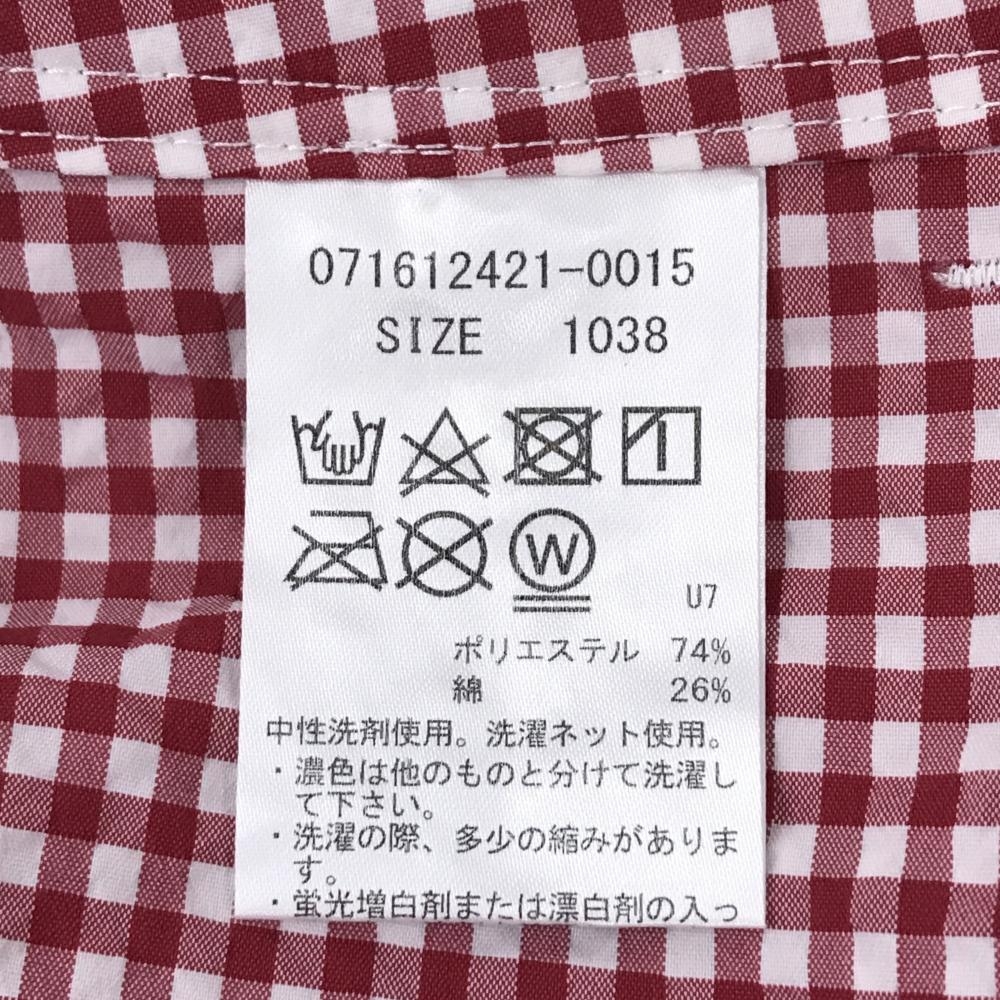 071612421-0015
SIZE 1038
W
U7
ポリエステル 74%
綿 26%
中性洗剤使用。洗濯ネット使用。
・濃色は他のものと分けて洗濯し
て下さい。
・洗濯の際、多少の縮みがありま
す。
・蛍光増白剤または漂白剤の入っ